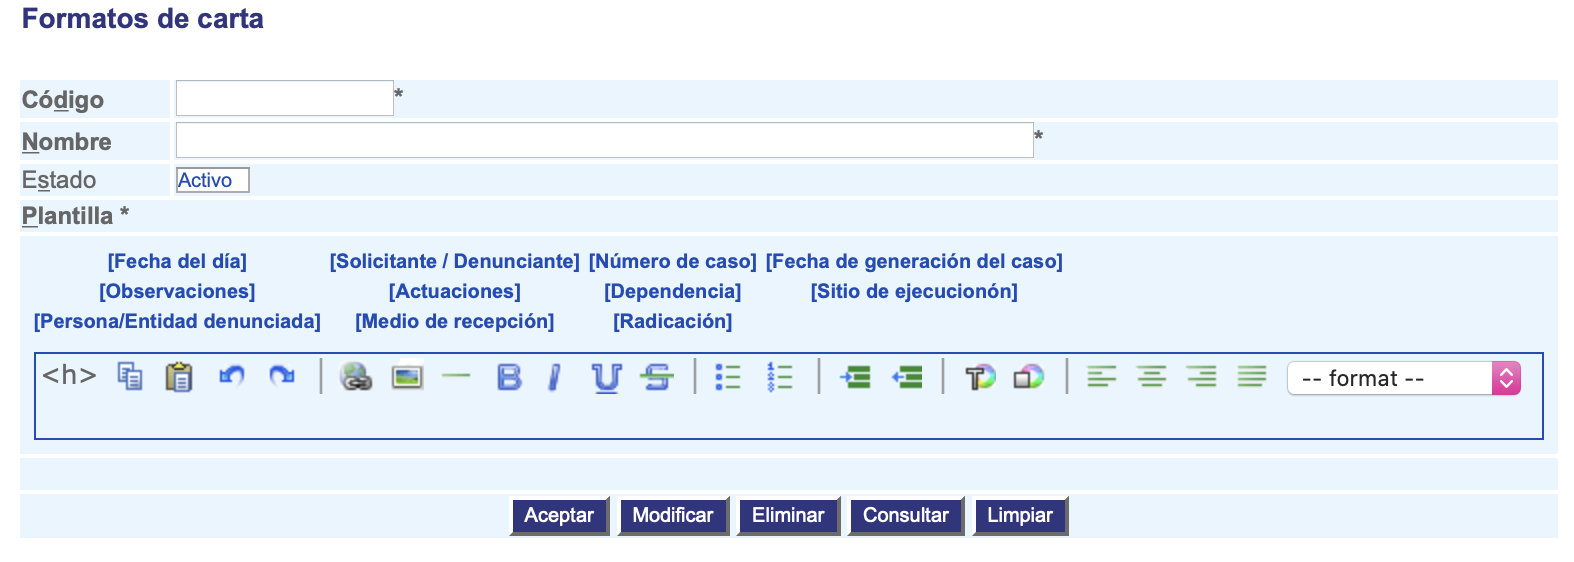 Formatos de carta
Código *
Nombre *
Estado Activo
Plantilla *
[Fecha del día] [Solicitante / Denunciante] [Número de caso] [Fecha de generación del caso]
[Observaciones] [Actuaciones] [Dependencia] [Sitio de ejecucionón]
[Persona/Entidad denunciada] [Medio de recepción] [Radicación]
<h> B I U S T -- format --
Aceptar Modificar Eliminar Consultar Limpiar